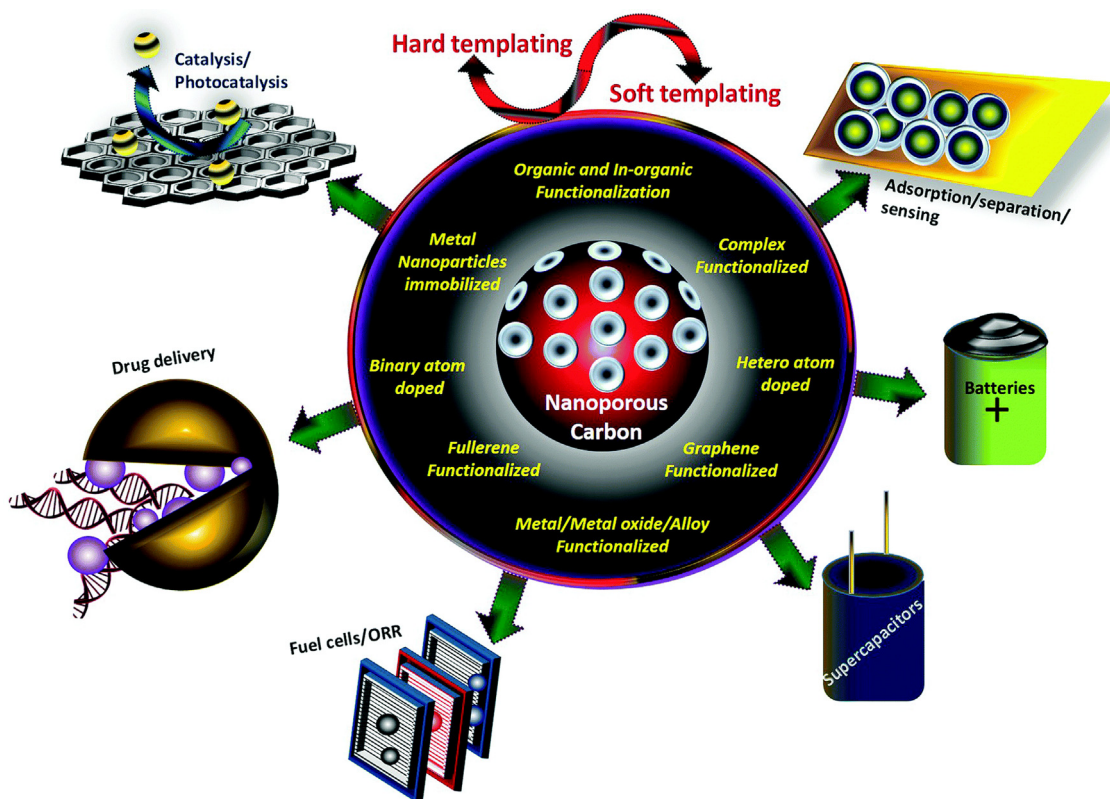 Catalysis/
Photocatalysis
Hard templating
Soft templating
Adsorption/separation/
sensing
Organic and In-organic
Functionalization
Metal
Nanoparticles
immobilized
Complex
Functionalized
Binary atom
doped
Hetero atom
doped
Nanoporous
Carbon
Fullerene
Functionalized
Graphene
Functionalized
Metal/Metal oxide/Alloy
Functionalized
Drug delivery
Batteries
+
Fuel cells/ORR
Supercapacitors